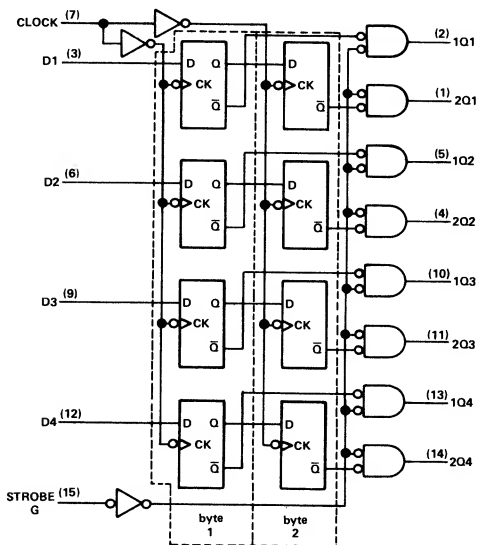 CLOCK (7)
(2) 1Q1
D1 (3)
D Q D
CK CK
Q̅ Q̅
(1) 2Q1
(5) 1Q2
D2 (6)
D Q D
CK CK
Q̅ Q̅
(4) 2Q2
(10) 1Q3
D3 (9)
D Q D
CK CK
Q̅ Q̅
(11) 2Q3
(13) 1Q4
D4 (12)
D Q D
CK CK
Q̅ Q̅
(14) 2Q4
STROBE (15)
G
byte byte
1 2